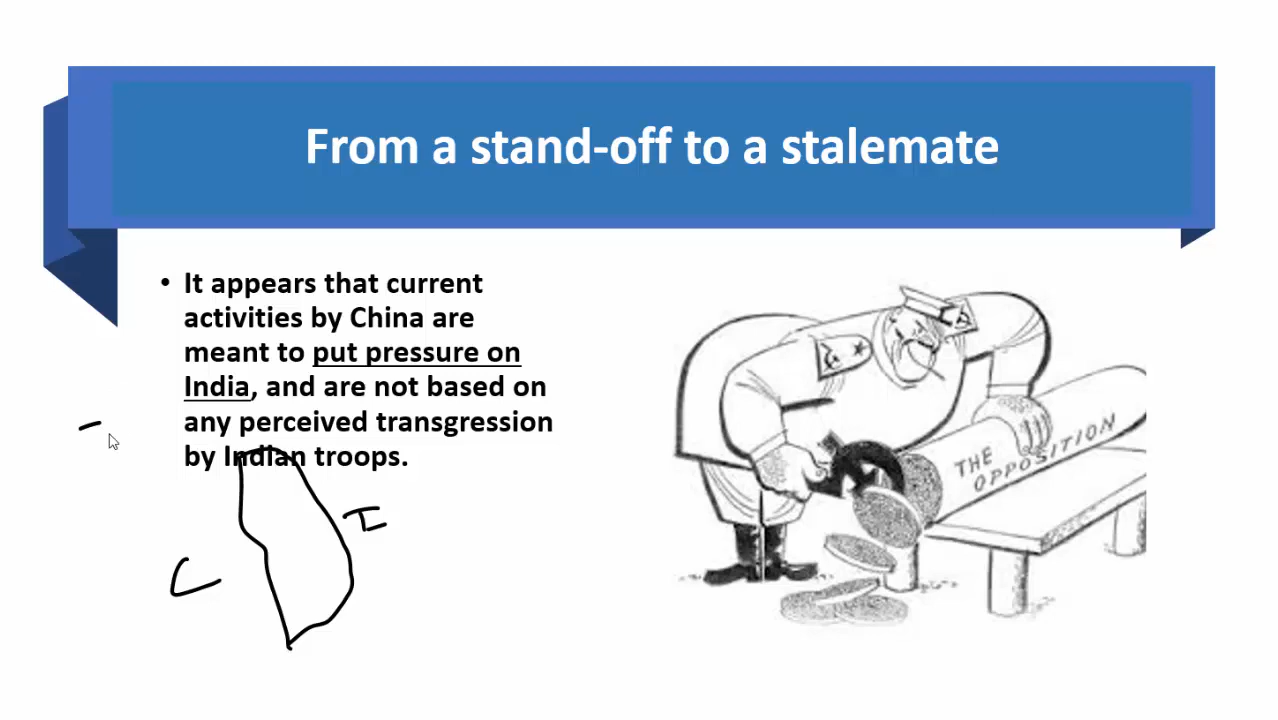 From a stand-off to a stalemate
• It appears that current
activities by China are
meant to put pressure on
India, and are not based on
any perceived transgression
by Indian troops.
I
C
THE
OPPOSITION